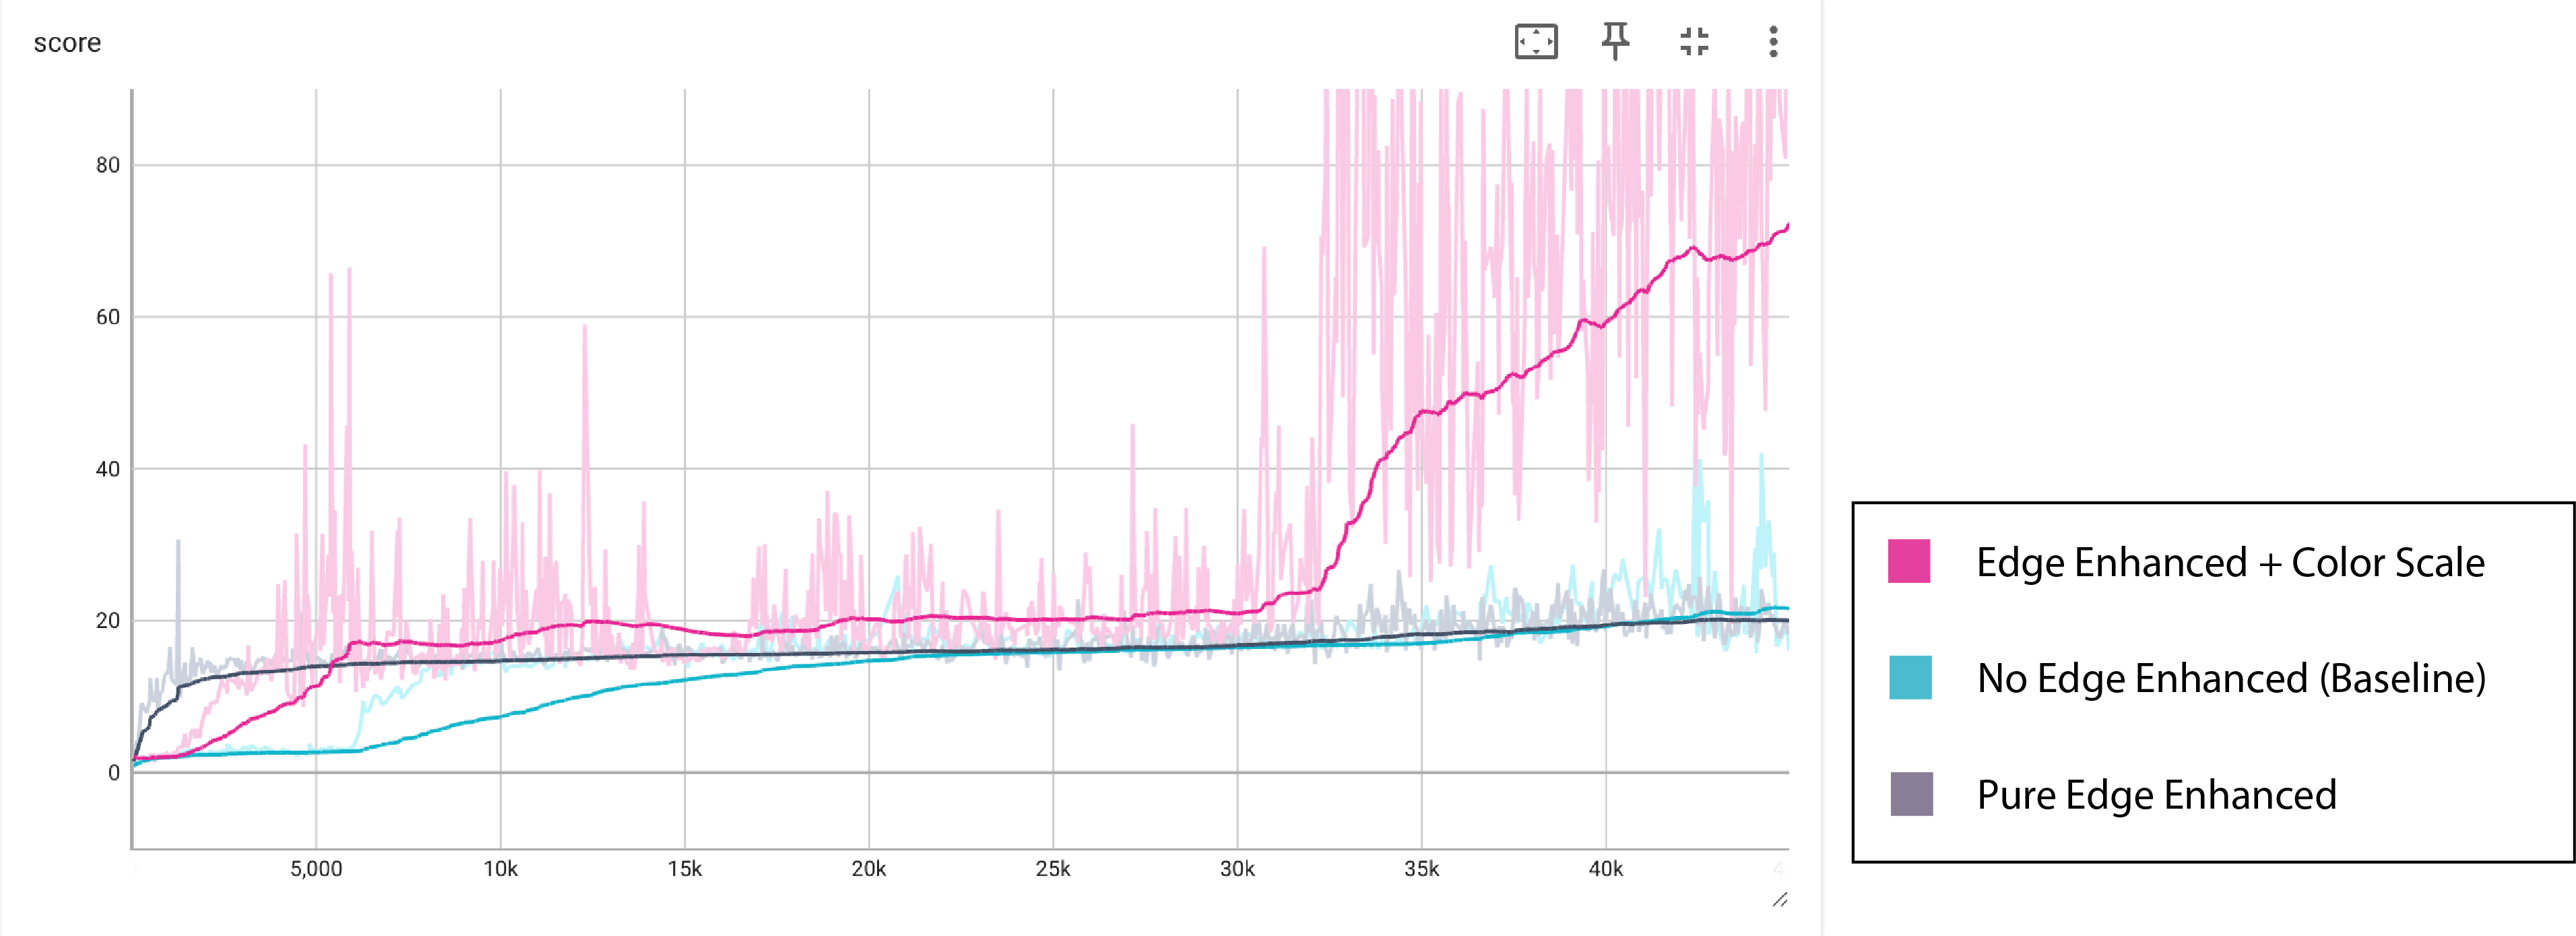 score
80
60
40
20
0
5,000 10k 15k 20k 25k 30k 35k 40k 4
Edge Enhanced + Color Scale
No Edge Enhanced (Baseline)
Pure Edge Enhanced